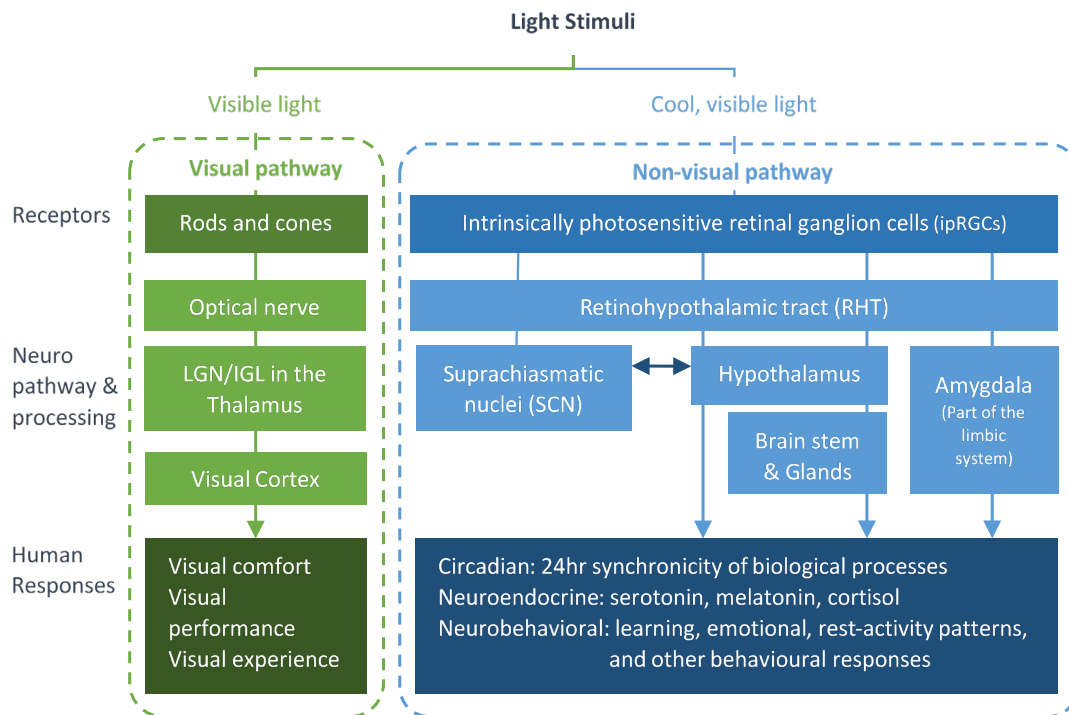 Light Stimuli
Visible light
Cool, visible light
Visual pathway
Non-visual pathway
Receptors
Rods and cones
Intrinsically photosensitive retinal ganglion cells (ipRGCs)
Optical nerve
Retinohypothalamic tract (RHT)
Neuro
pathway &
processing
LGN/IGL in the
Thalamus
Suprachiasmatic
nuclei (SCN)
Hypothalamus
Amygdala
(Part of the
limbic
system)
Brain stem
& Glands
Visual Cortex
Human
Responses
Visual comfort
Visual
performance
Visual experience
Circadian: 24hr synchronicity of biological processes
Neuroendocrine: serotonin, melatonin, cortisol
Neurobehavioral: learning, emotional, rest-activity patterns,
and other behavioural responses